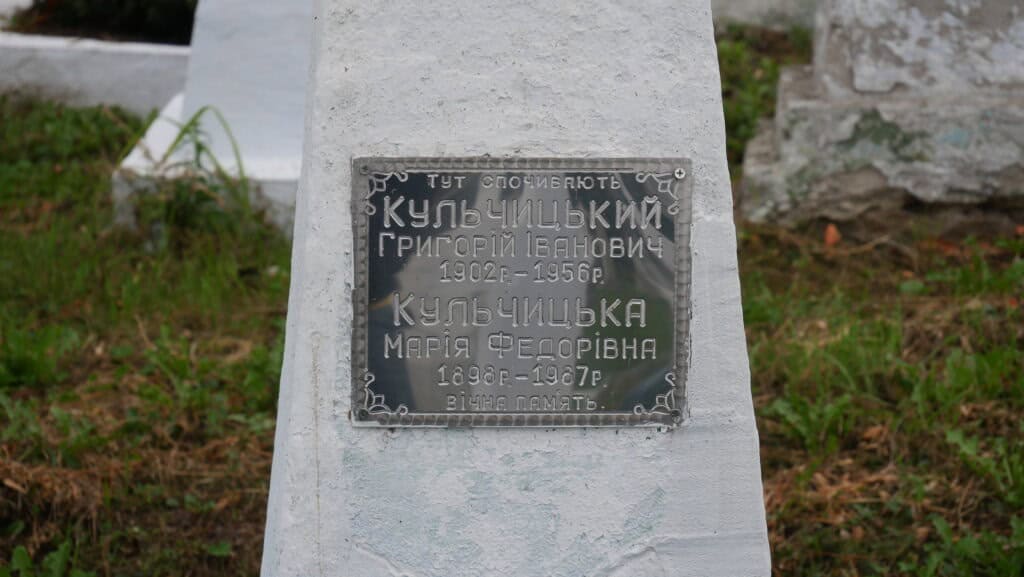 ТУТ СПОЧИВАЮТЬ
КУЛЬЧИЦЬКИЙ
ГРИГОРІЙ ІВАНОВИЧ
1902р.–1956р.
КУЛЬЧИЦЬКА
МАРІЯ ФЕДОРІВНА
1898р.–1987р.
ВІЧНА ПАМЯТЬ.